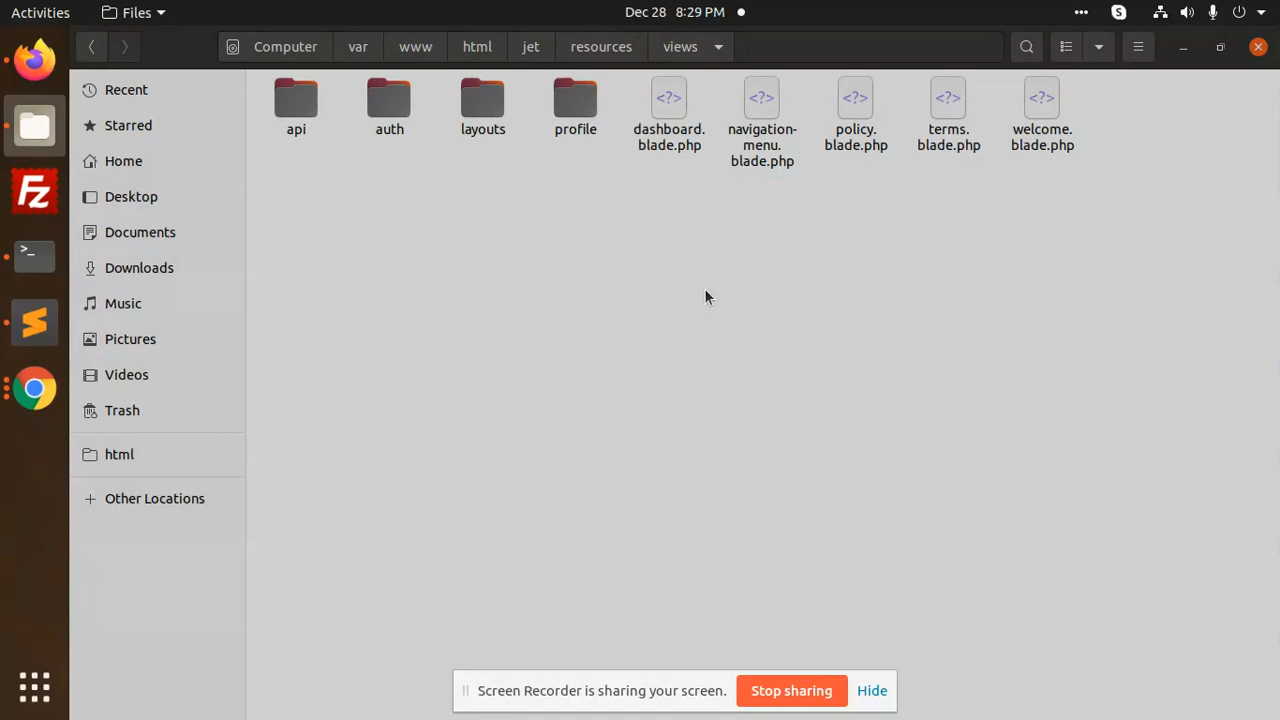 Activities
Files
Dec 28 8:29 PM
Computer
var
www
html
jet
resources
views
Recent
Starred
Home
Desktop
Documents
Downloads
Music
Pictures
Videos
Trash
html
Other Locations
api
auth
layouts
profile
dashboard.
blade.php
navigation-
menu.
blade.php
policy.
blade.php
terms.
blade.php
welcome.
blade.php
<?>
<?>
<?>
<?>
<?>
Fz
>_
S
Screen Recorder is sharing your screen.
Stop sharing
Hide